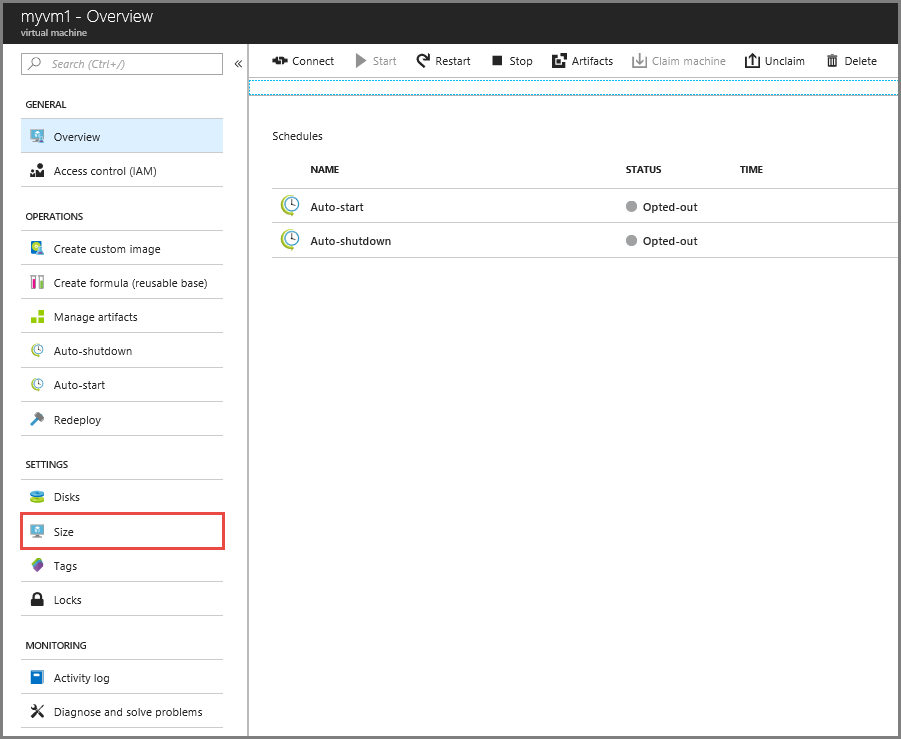 myvm1 - Overview
virtual machine
Search (Ctrl+/)
«
Connect Start Restart Stop Artifacts Claim machine Unclaim Delete
GENERAL
Overview
Access control (IAM)
OPERATIONS
Create custom image
Create formula (reusable base)
Manage artifacts
Auto-shutdown
Auto-start
Redeploy
SETTINGS
Disks
Size
Tags
Locks
MONITORING
Activity log
Diagnose and solve problems
Schedules
NAME STATUS TIME
Auto-start Opted-out
Auto-shutdown Opted-out